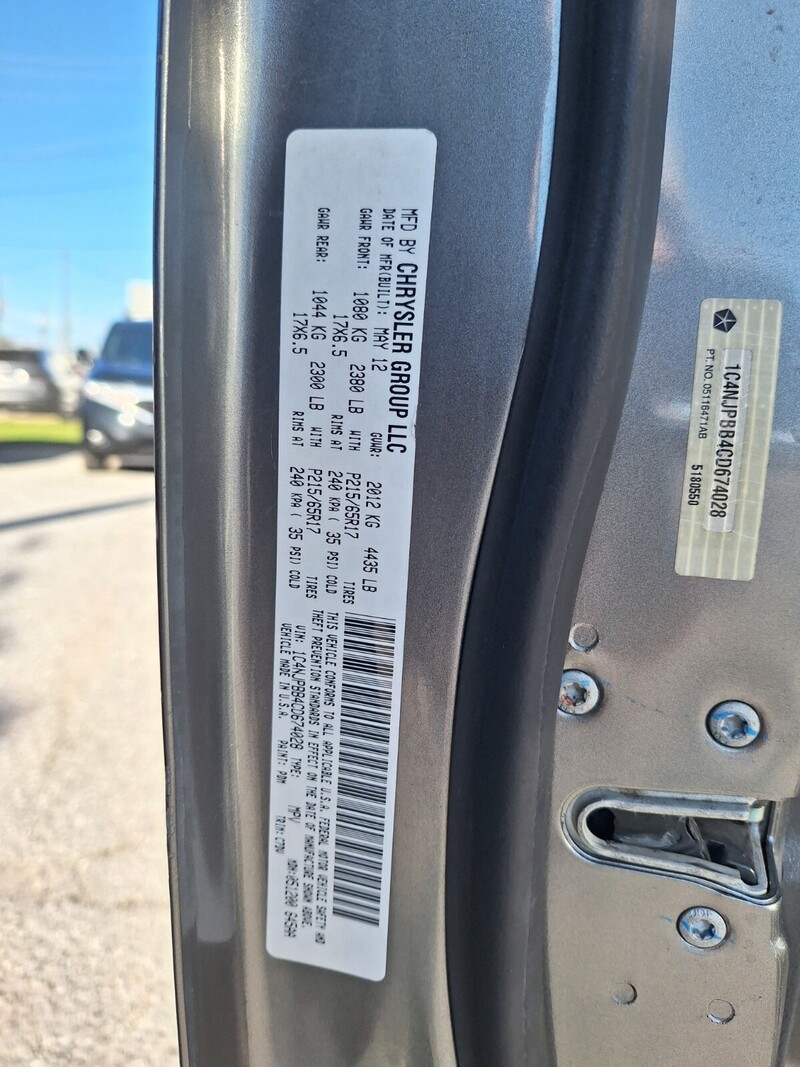 MFD BY CHRYSLER GROUP LLC
DATE OF MFR(BUILT): MAY 12 GVWR: 2012 KG 4435 LB
GAWR FRONT: 1080 KG 2380 LB WITH P215/65R17 TIRES
17X6.5 RIMS AT 240 KPA ( 35 PSI) COLD
GAWR REAR: 1044 KG 2300 LB WITH P215/65R17 TIRES
17X6.5 RIMS AT 240 KPA ( 35 PSI) COLD
THIS VEHICLE CONFORMS TO ALL APPLICABLE U.S.A. FEDERAL MOTOR VEHICLE SAFETY AND
THEFT PREVENTION STANDARDS IN EFFECT ON THE DATE OF MANUFACTURE SHOWN ABOVE.
VIN: 1C4NJPBB4CD674028 TYPE: MPV MDH:051200 945AA
VEHICLE MADE IN U.S.A. PAINT: PDM TRIM:C7DV
1C4NJPBB4CD674028
PT. NO. 05116471AB 5180550